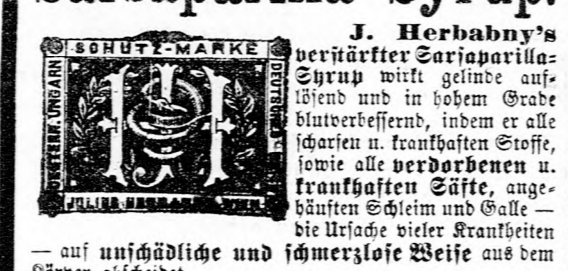 J. Herbabny's
verstärkter Sarsaparilla-
Syrup wirkt gelinde auf-
lösend und in hohem Grade
blutverbessernd, indem er alle
scharfen u. krankhaften Stoffe,
sowie alle verdorbenen u.
krankhaften Säfte, ange-
häuften Schleim und Galle —
die Ursache vieler Krankheiten
— auf unschädliche und schmerzlose Weise aus dem
SCHUTZ-MARKE
OESTERR. UNGARN
DEUTSCHES
JULIUS HERBABNY WIEN